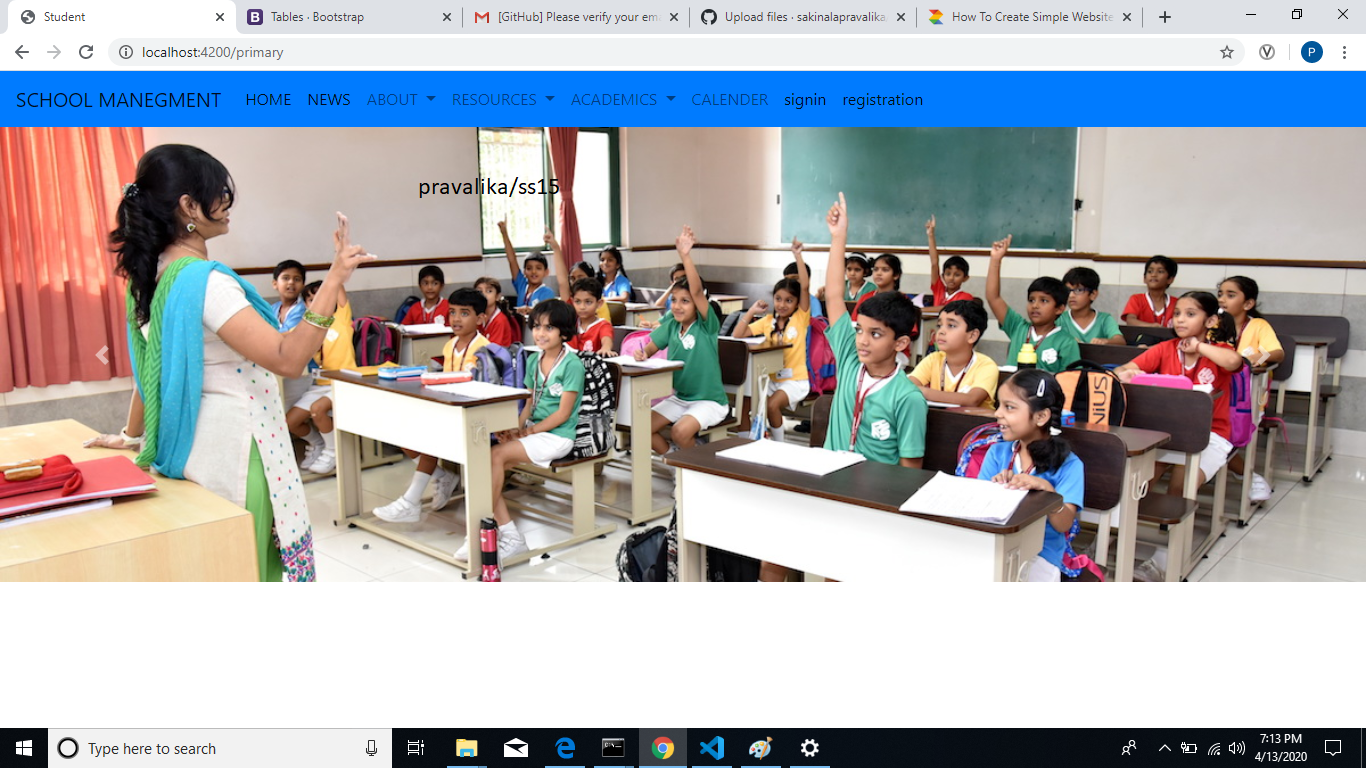 Student
Tables · Bootstrap
[GitHub] Please verify your ema
Upload files · sakinalapravalika
How To Create Simple Website
localhost:4200/primary
P
SCHOOL MANEGMENT HOME NEWS ABOUT RESOURCES ACADEMICS CALENDER signin registration
pravalika/ss15
NIUS
Type here to search
7:13 PM
4/13/2020